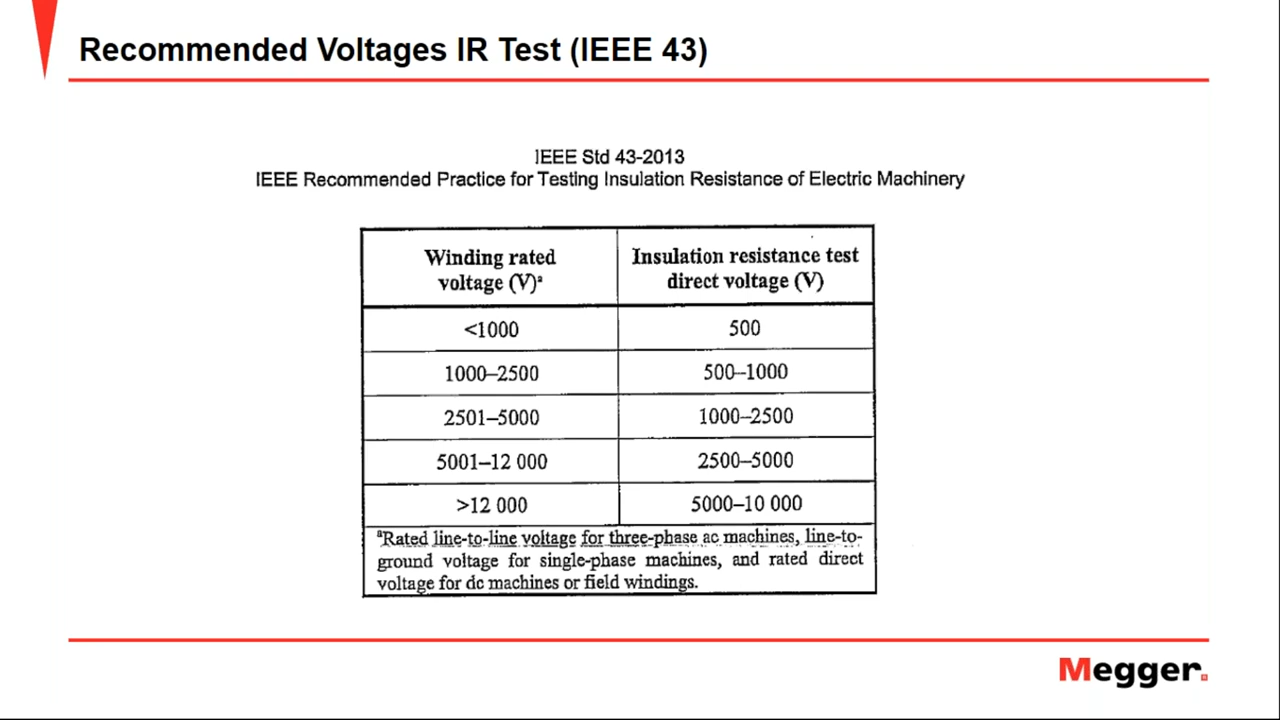 Recommended Voltages IR Test (IEEE 43)
IEEE Std 43-2013
IEEE Recommended Practice for Testing Insulation Resistance of Electric Machinery
Winding rated
voltage (V)ᵃ
Insulation resistance test
direct voltage (V)
<1000
500
1000–2500
500–1000
2501–5000
1000–2500
5001–12 000
2500–5000
>12 000
5000–10 000
ᵃRated line-to-line voltage for three-phase ac machines, line-to-
ground voltage for single-phase machines, and rated direct
voltage for dc machines or field windings.
Megger.